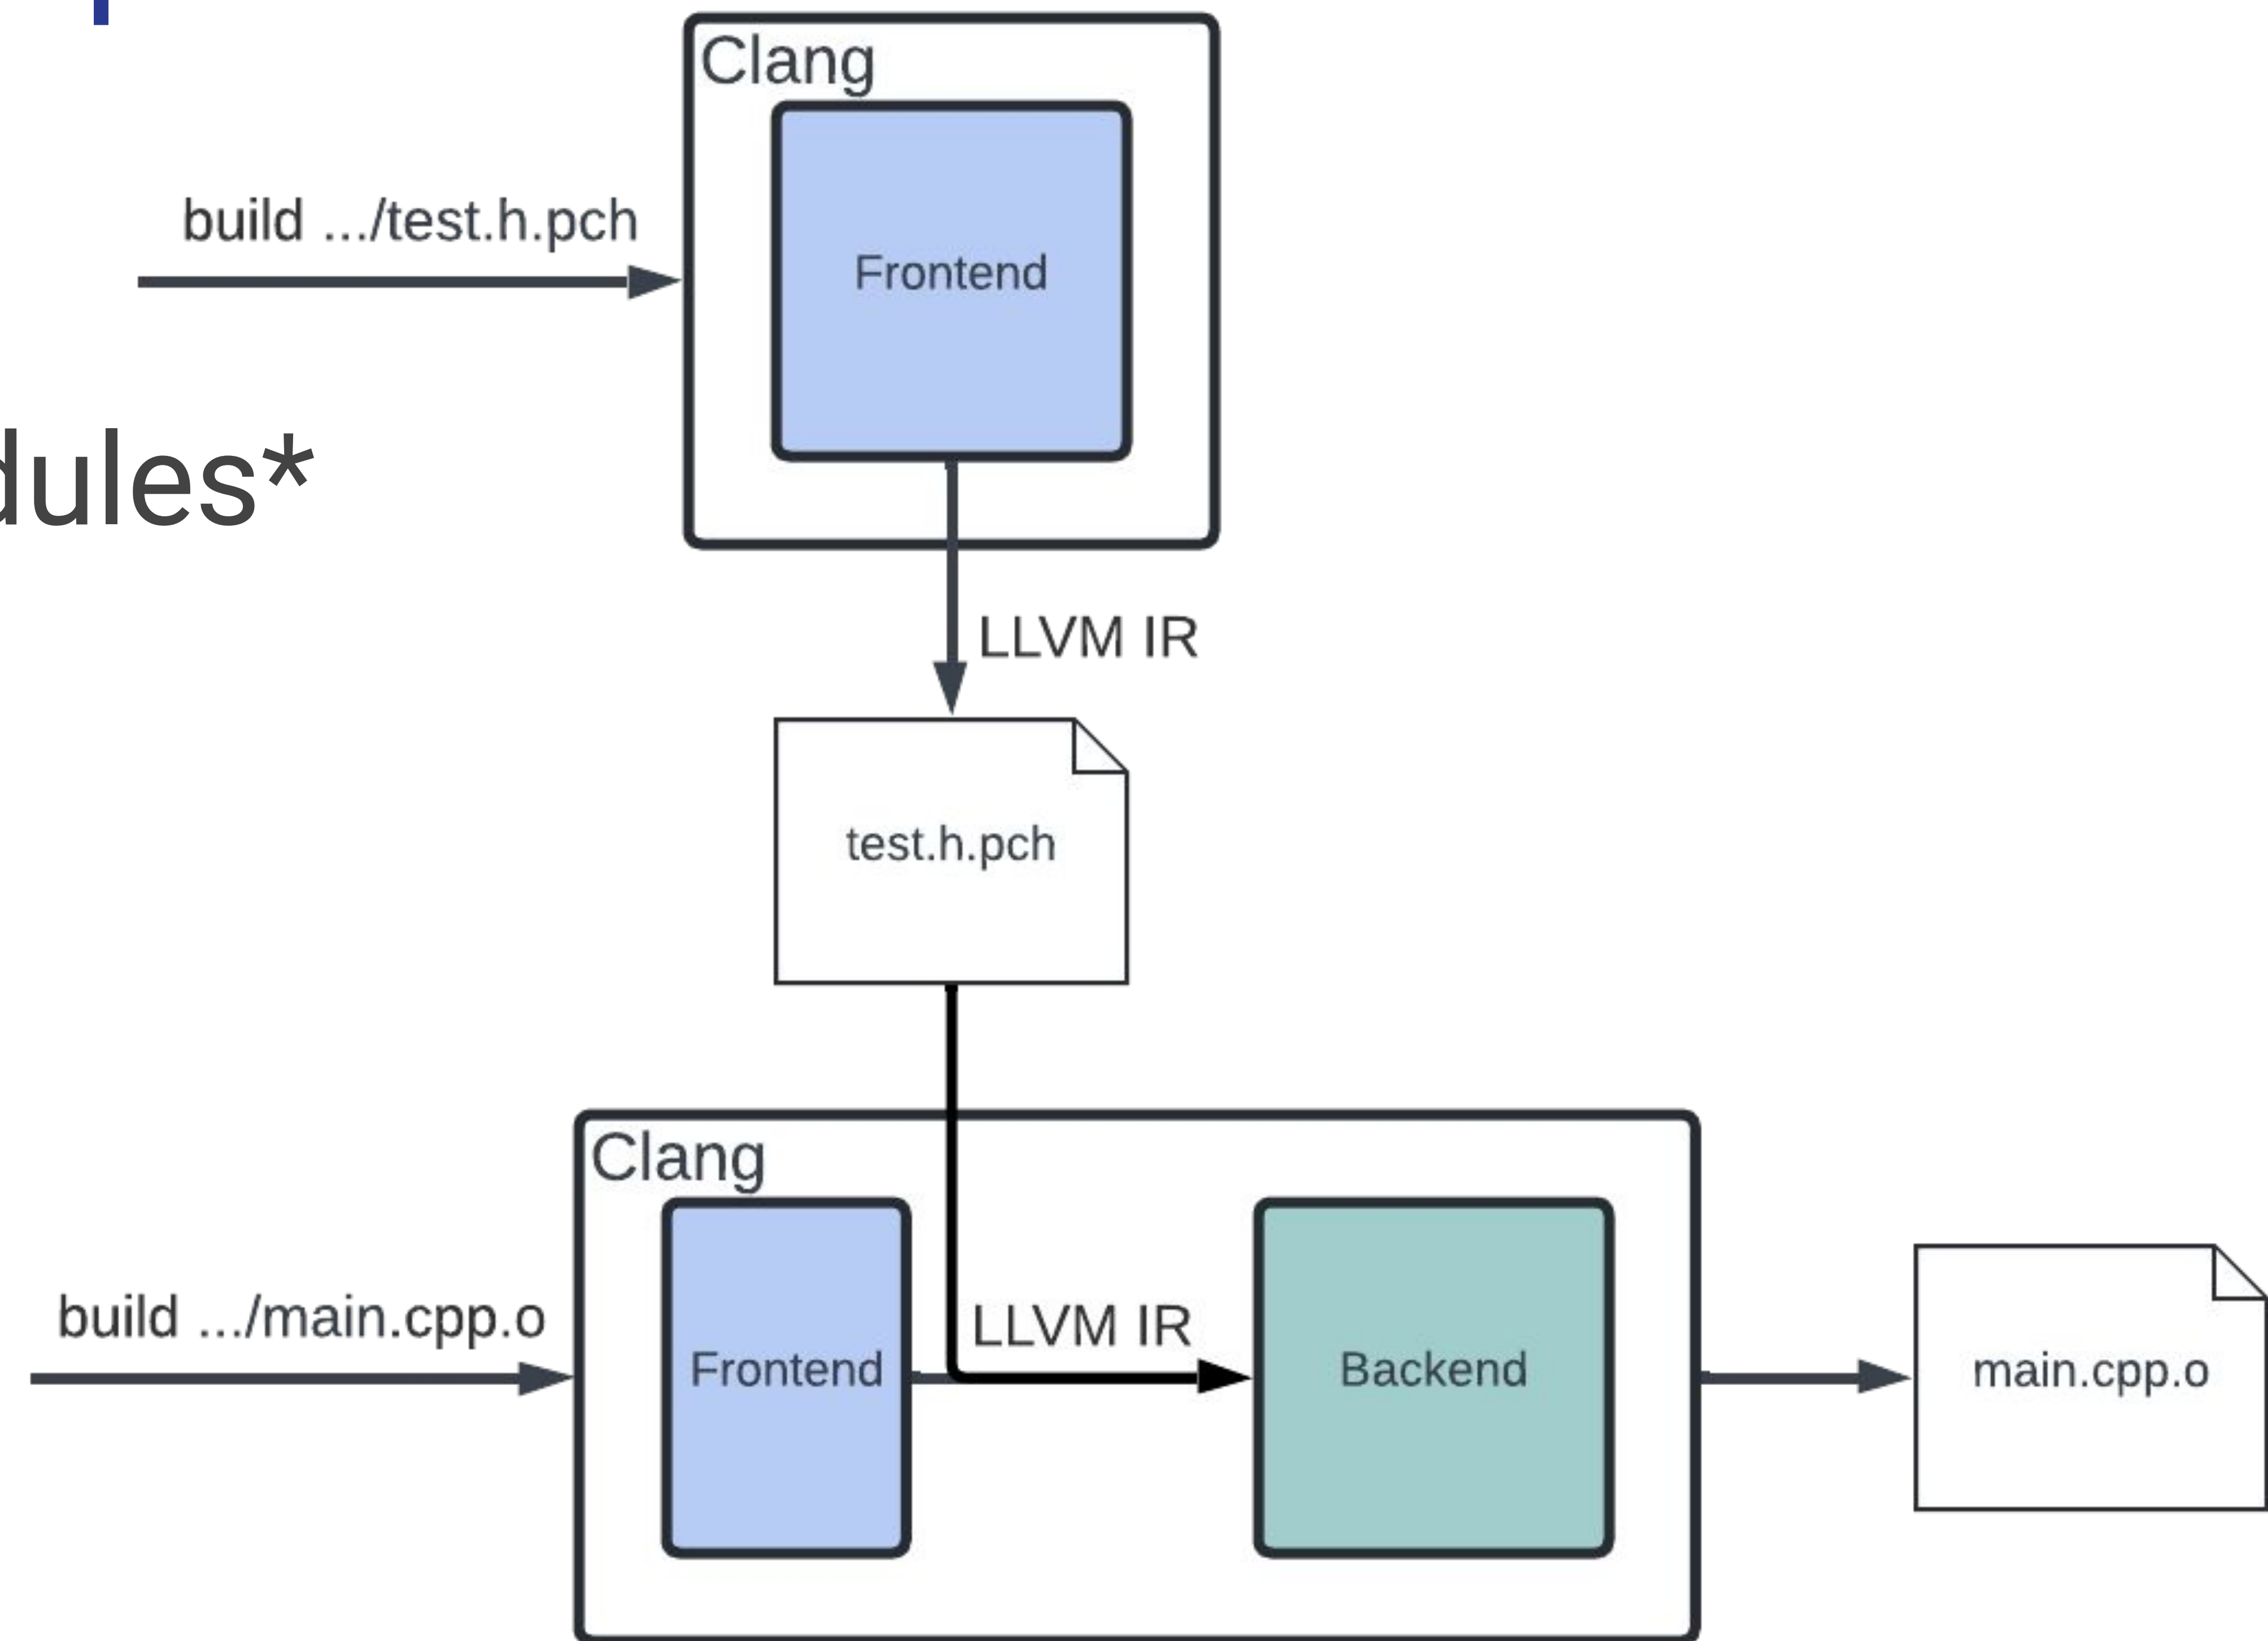 Clang
build .../test.h.pch
Frontend
dules*
LLVM IR
test.h.pch
Clang
build .../main.cpp.o
Frontend
LLVM IR
Backend
main.cpp.o